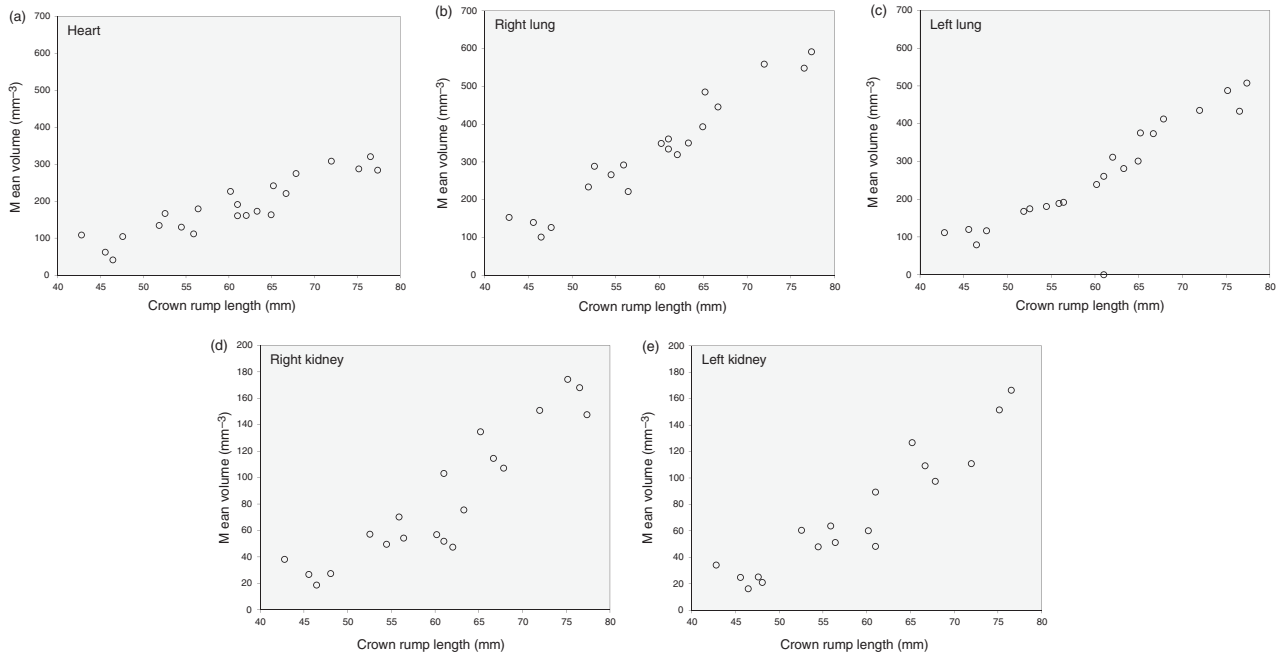 (a)
Heart
M ean volume (mm⁻³)
700
600
500
400
300
200
100
0
40 45 50 55 60 65 70 75 80
Crown rump length (mm)
(b)
Right lung
M ean volume (mm⁻³)
700
600
500
400
300
200
100
0
40 45 50 55 60 65 70 75 80
Crown rump length (mm)
(c)
Left lung
M ean volume (mm⁻³)
700
600
500
400
300
200
100
0
40 45 50 55 60 65 70 75 80
Crown rump length (mm)
(d)
Right kidney
M ean volume (mm⁻³)
200
180
160
140
120
100
80
60
40
20
0
40 45 50 55 60 65 70 75 80
Crown rump length (mm)
(e)
Left kidney
M ean volume (mm⁻³)
200
180
160
140
120
100
80
60
40
20
0
40 45 50 55 60 65 70 75 80
Crown rump length (mm)